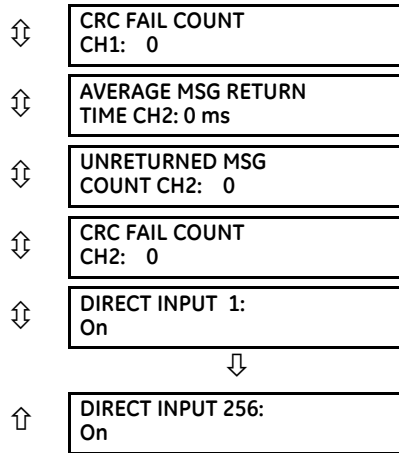 CRC FAIL COUNT
CH1: 0
AVERAGE MSG RETURN
TIME CH2: 0 ms
UNRETURNED MSG
COUNT CH2: 0
CRC FAIL COUNT
CH2: 0
DIRECT INPUT 1:
On
DIRECT INPUT 256:
On